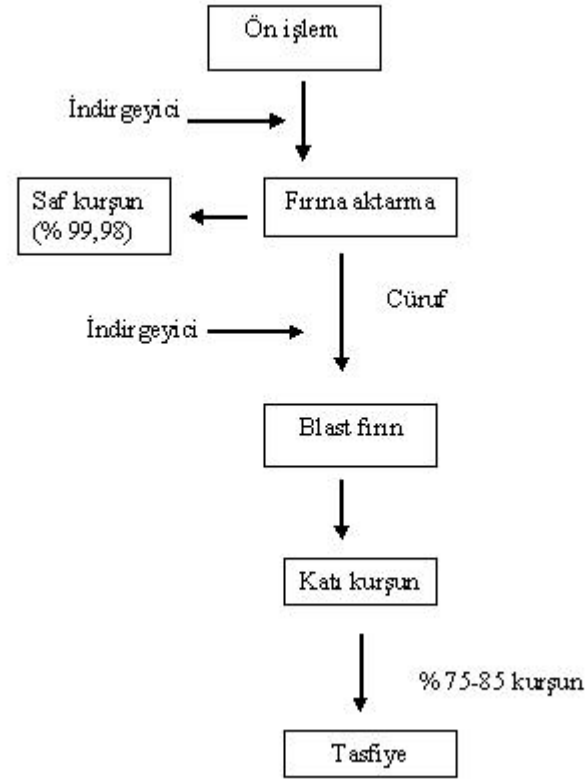 Ön işlem
İndirgeyici
Saf kurşun
(% 99,98)
Fırına aktarma
Cüruf
İndirgeyici
Blast fırın
Katı kurşun
% 75-85 kurşun
Tasfiye